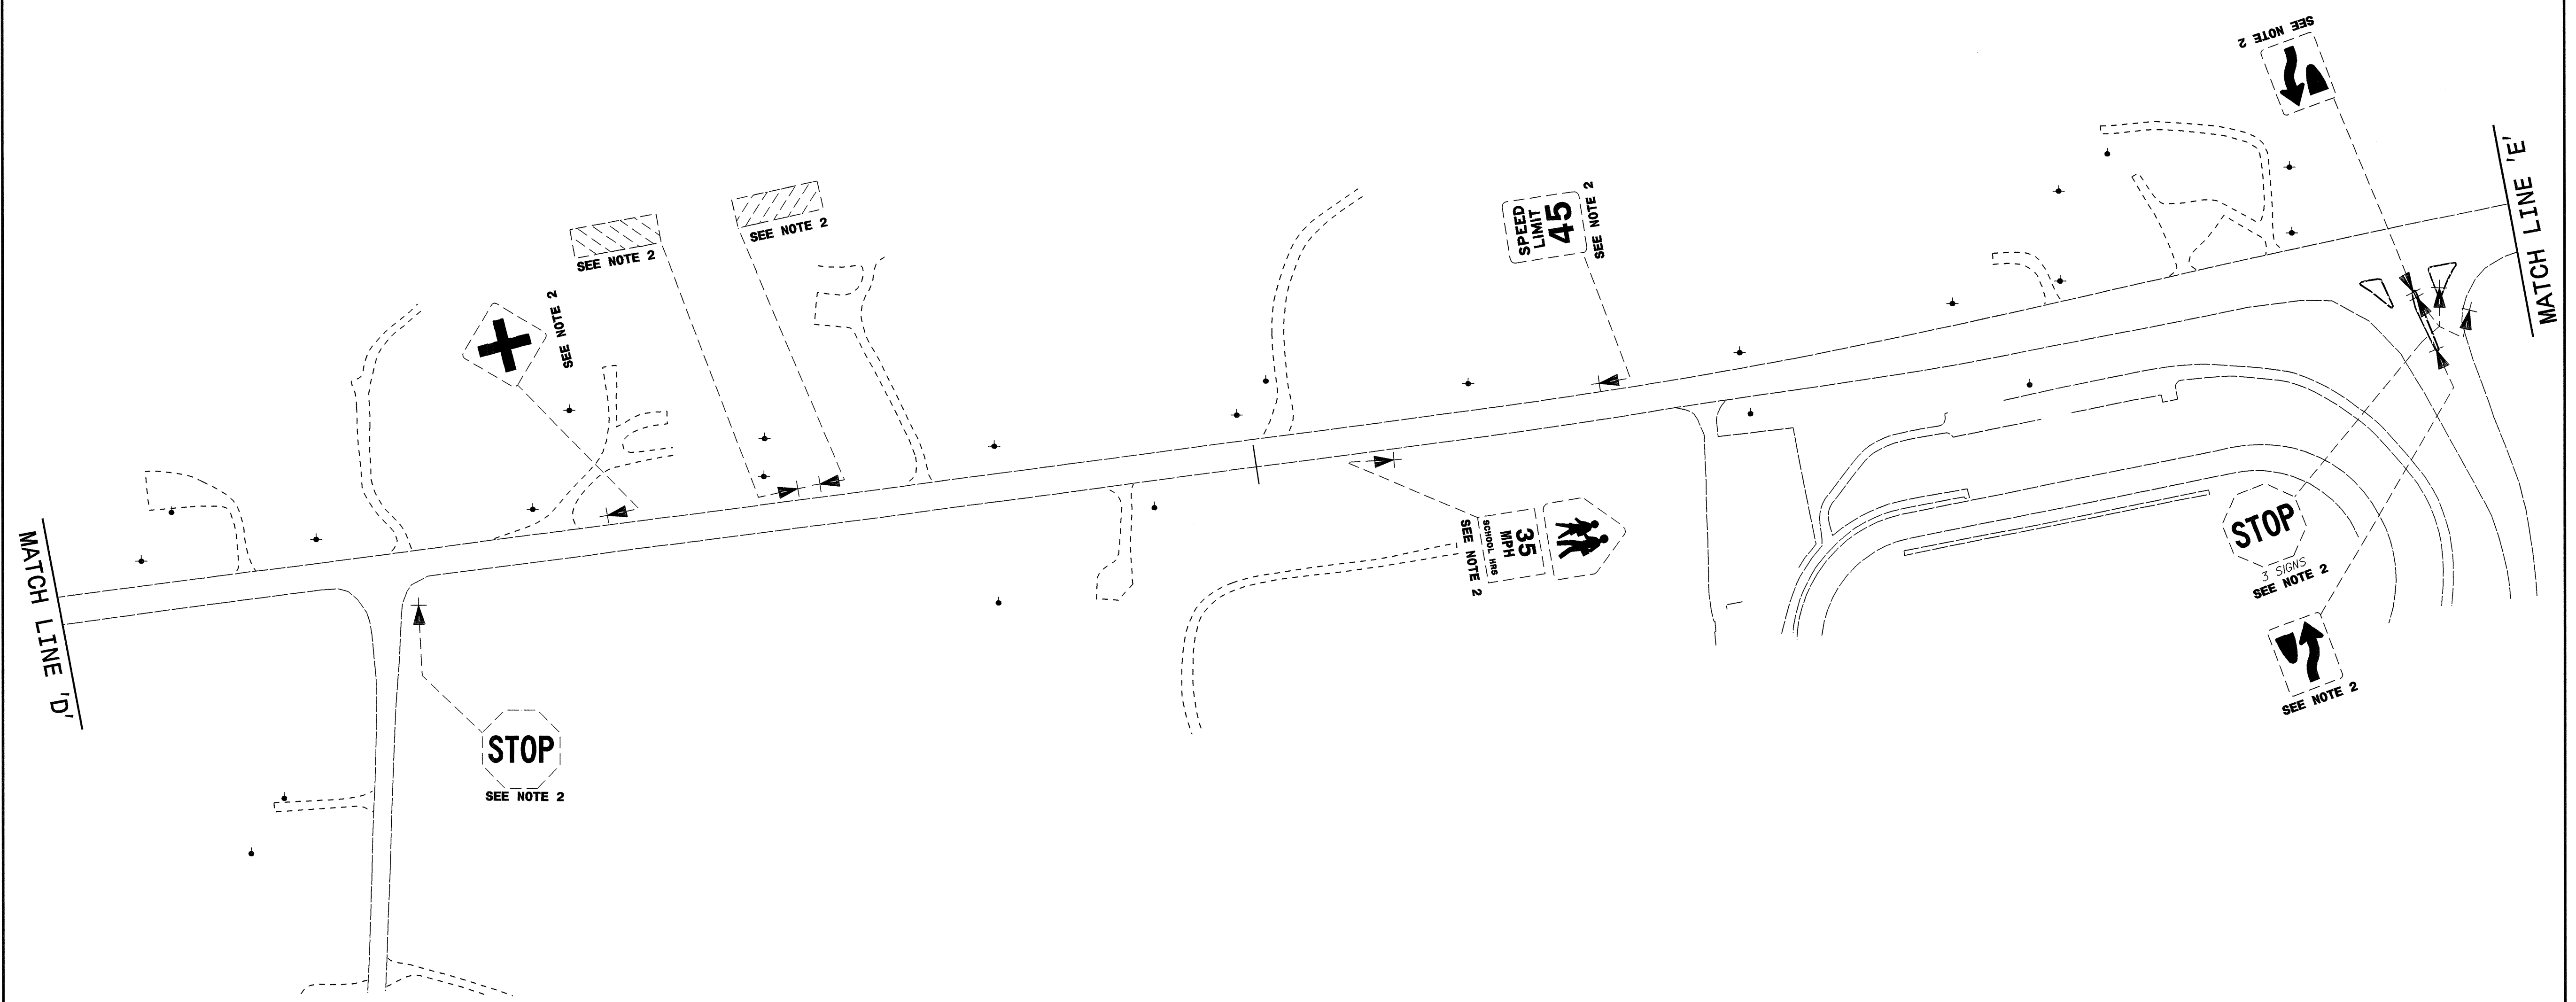 SEE NOTE 2
MATCH LINE 'E'
SPEED
LIMIT
45
SEE NOTE 2
SEE NOTE 2
SEE NOTE 2
SEE NOTE 2
MATCH LINE 'D'
35
MPH
SCHOOL HRS
SEE NOTE 2
STOP
3 SIGNS
SEE NOTE 2
SEE NOTE 2
STOP
SEE NOTE 2